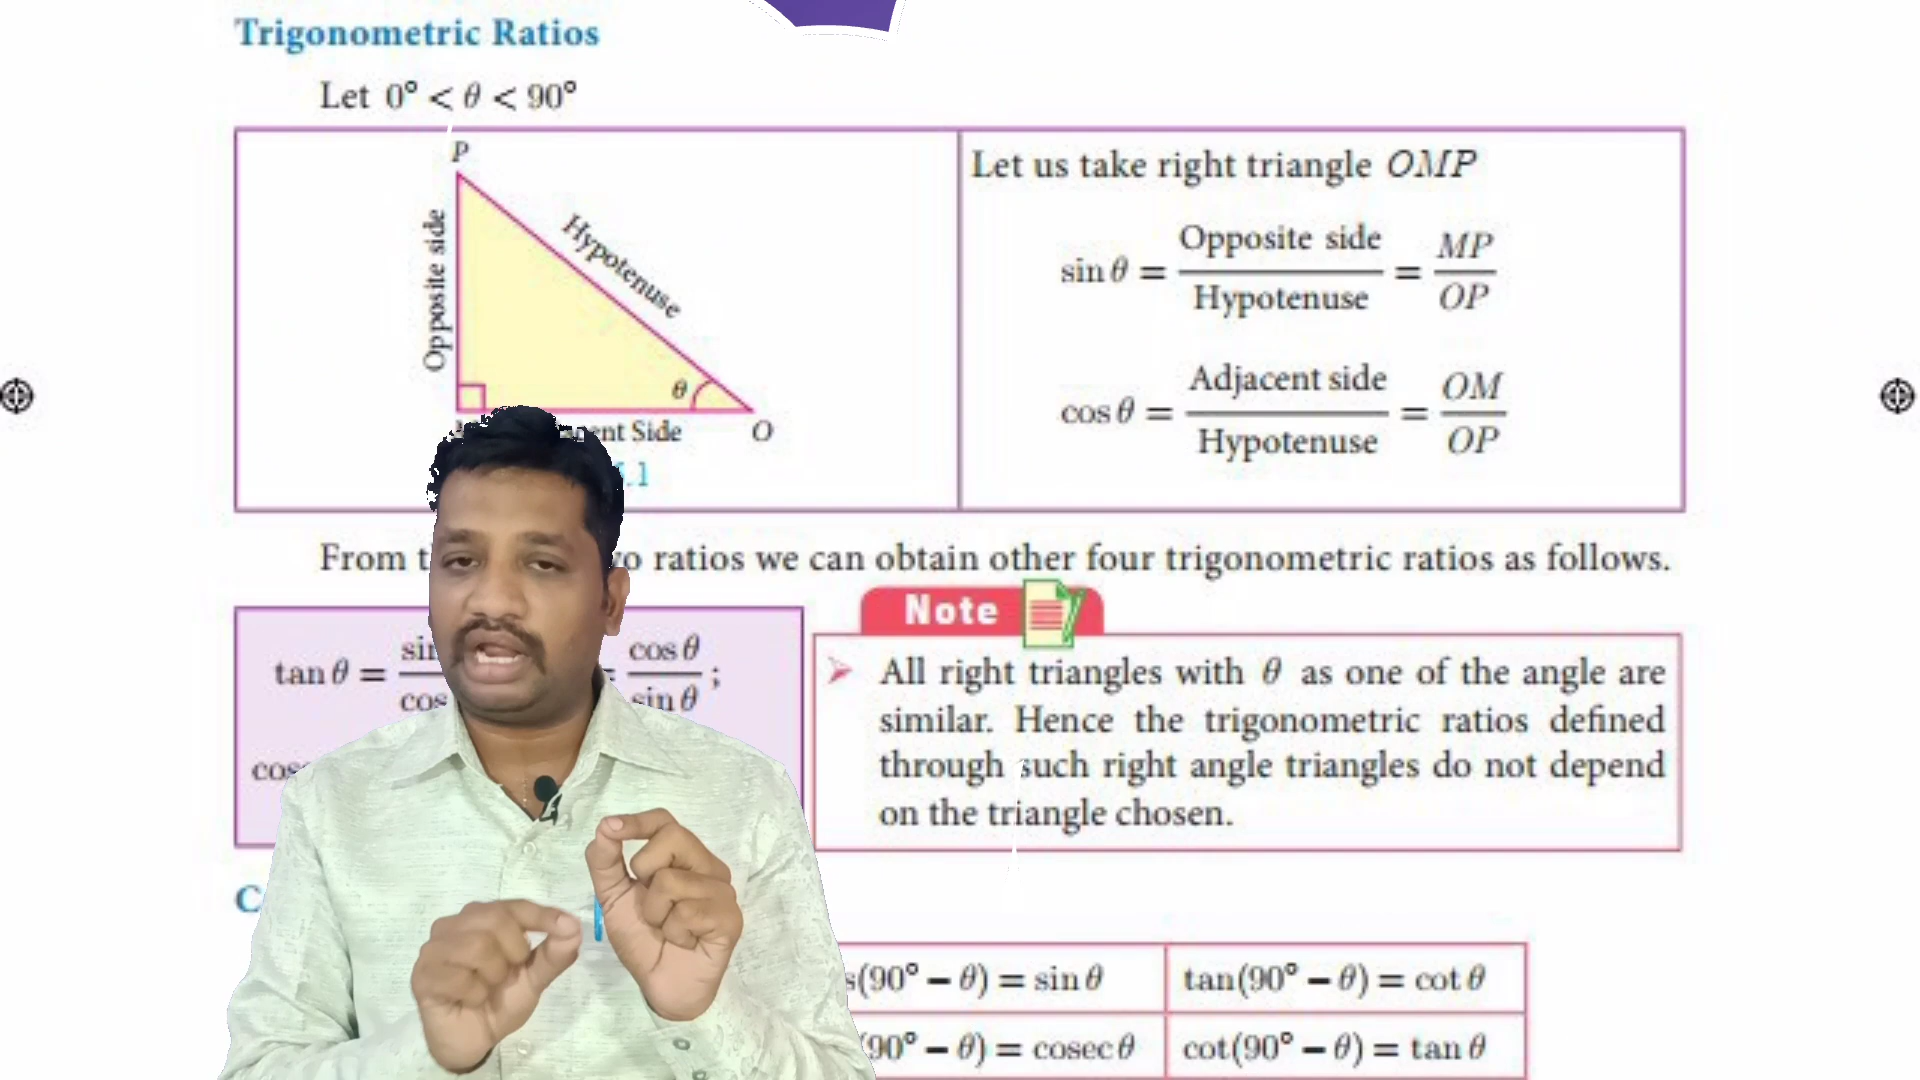 Trigonometric Ratios
Let 0° < θ < 90°
P
Opposite side
Hypotenuse
θ
Side
O
Let us take right triangle OMP
sin θ = Opposite side / Hypotenuse = MP / OP
cos θ = Adjacent side / Hypotenuse = OM / OP
From ratios we can obtain other four trigonometric ratios as follows.
tan θ =
= cos θ / sin θ ;
Note
➢ All right triangles with θ as one of the angle are
similar. Hence the trigonometric ratios defined
through such right angle triangles do not depend
on the triangle chosen.
(90° − θ) = sin θ
tan(90° − θ) = cot θ
(90° − θ) = cosec θ
cot(90° − θ) = tan θ